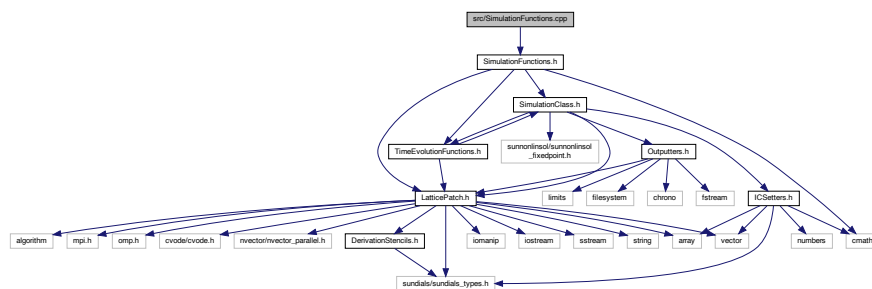 src/SimulationFunctions.cpp
SimulationFunctions.h
SimulationClass.h
TimeEvolutionFunctions.h
sunnonlinsol/sunnonlinsol
_fixedpoint.h
Outputters.h
LatticePatch.h
limits
filesystem
chrono
fstream
ICSetters.h
algorithm
mpi.h
omp.h
cvode/cvode.h
nvector/nvector_parallel.h
DerivationStencils.h
iomanip
iostream
sstream
string
array
vector
numbers
cmath
sundials/sundials_types.h